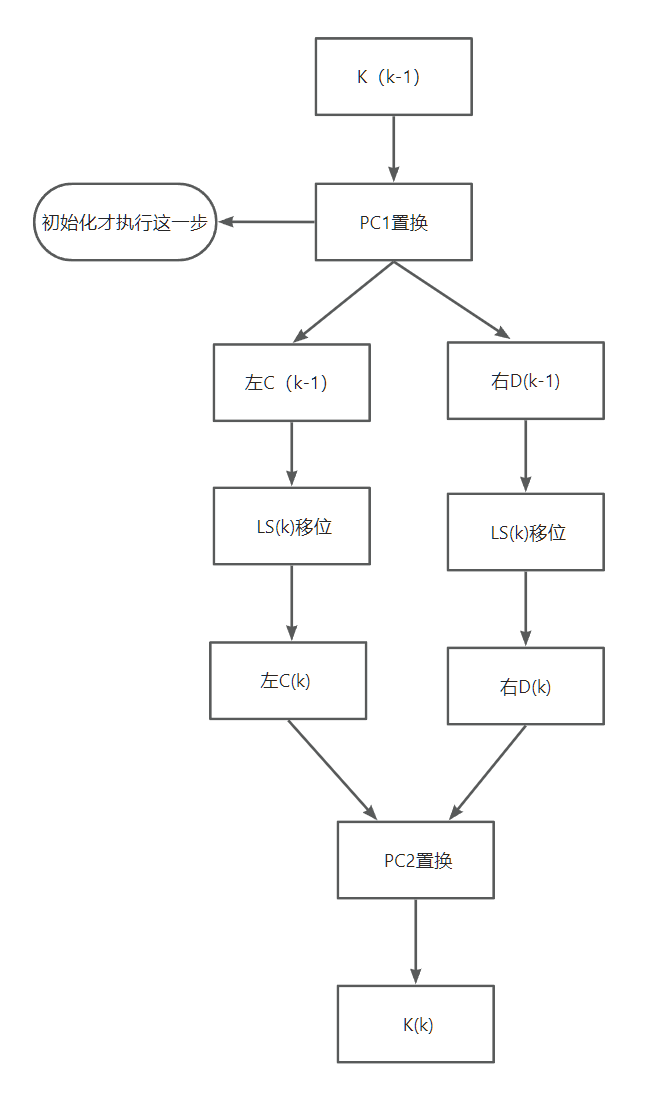 K（k-1）
初始化才执行这一步
PC1置换
左C（k-1）
右D(k-1)
LS(k)移位
LS(k)移位
左C(k)
右D(k)
PC2置换
K(k)